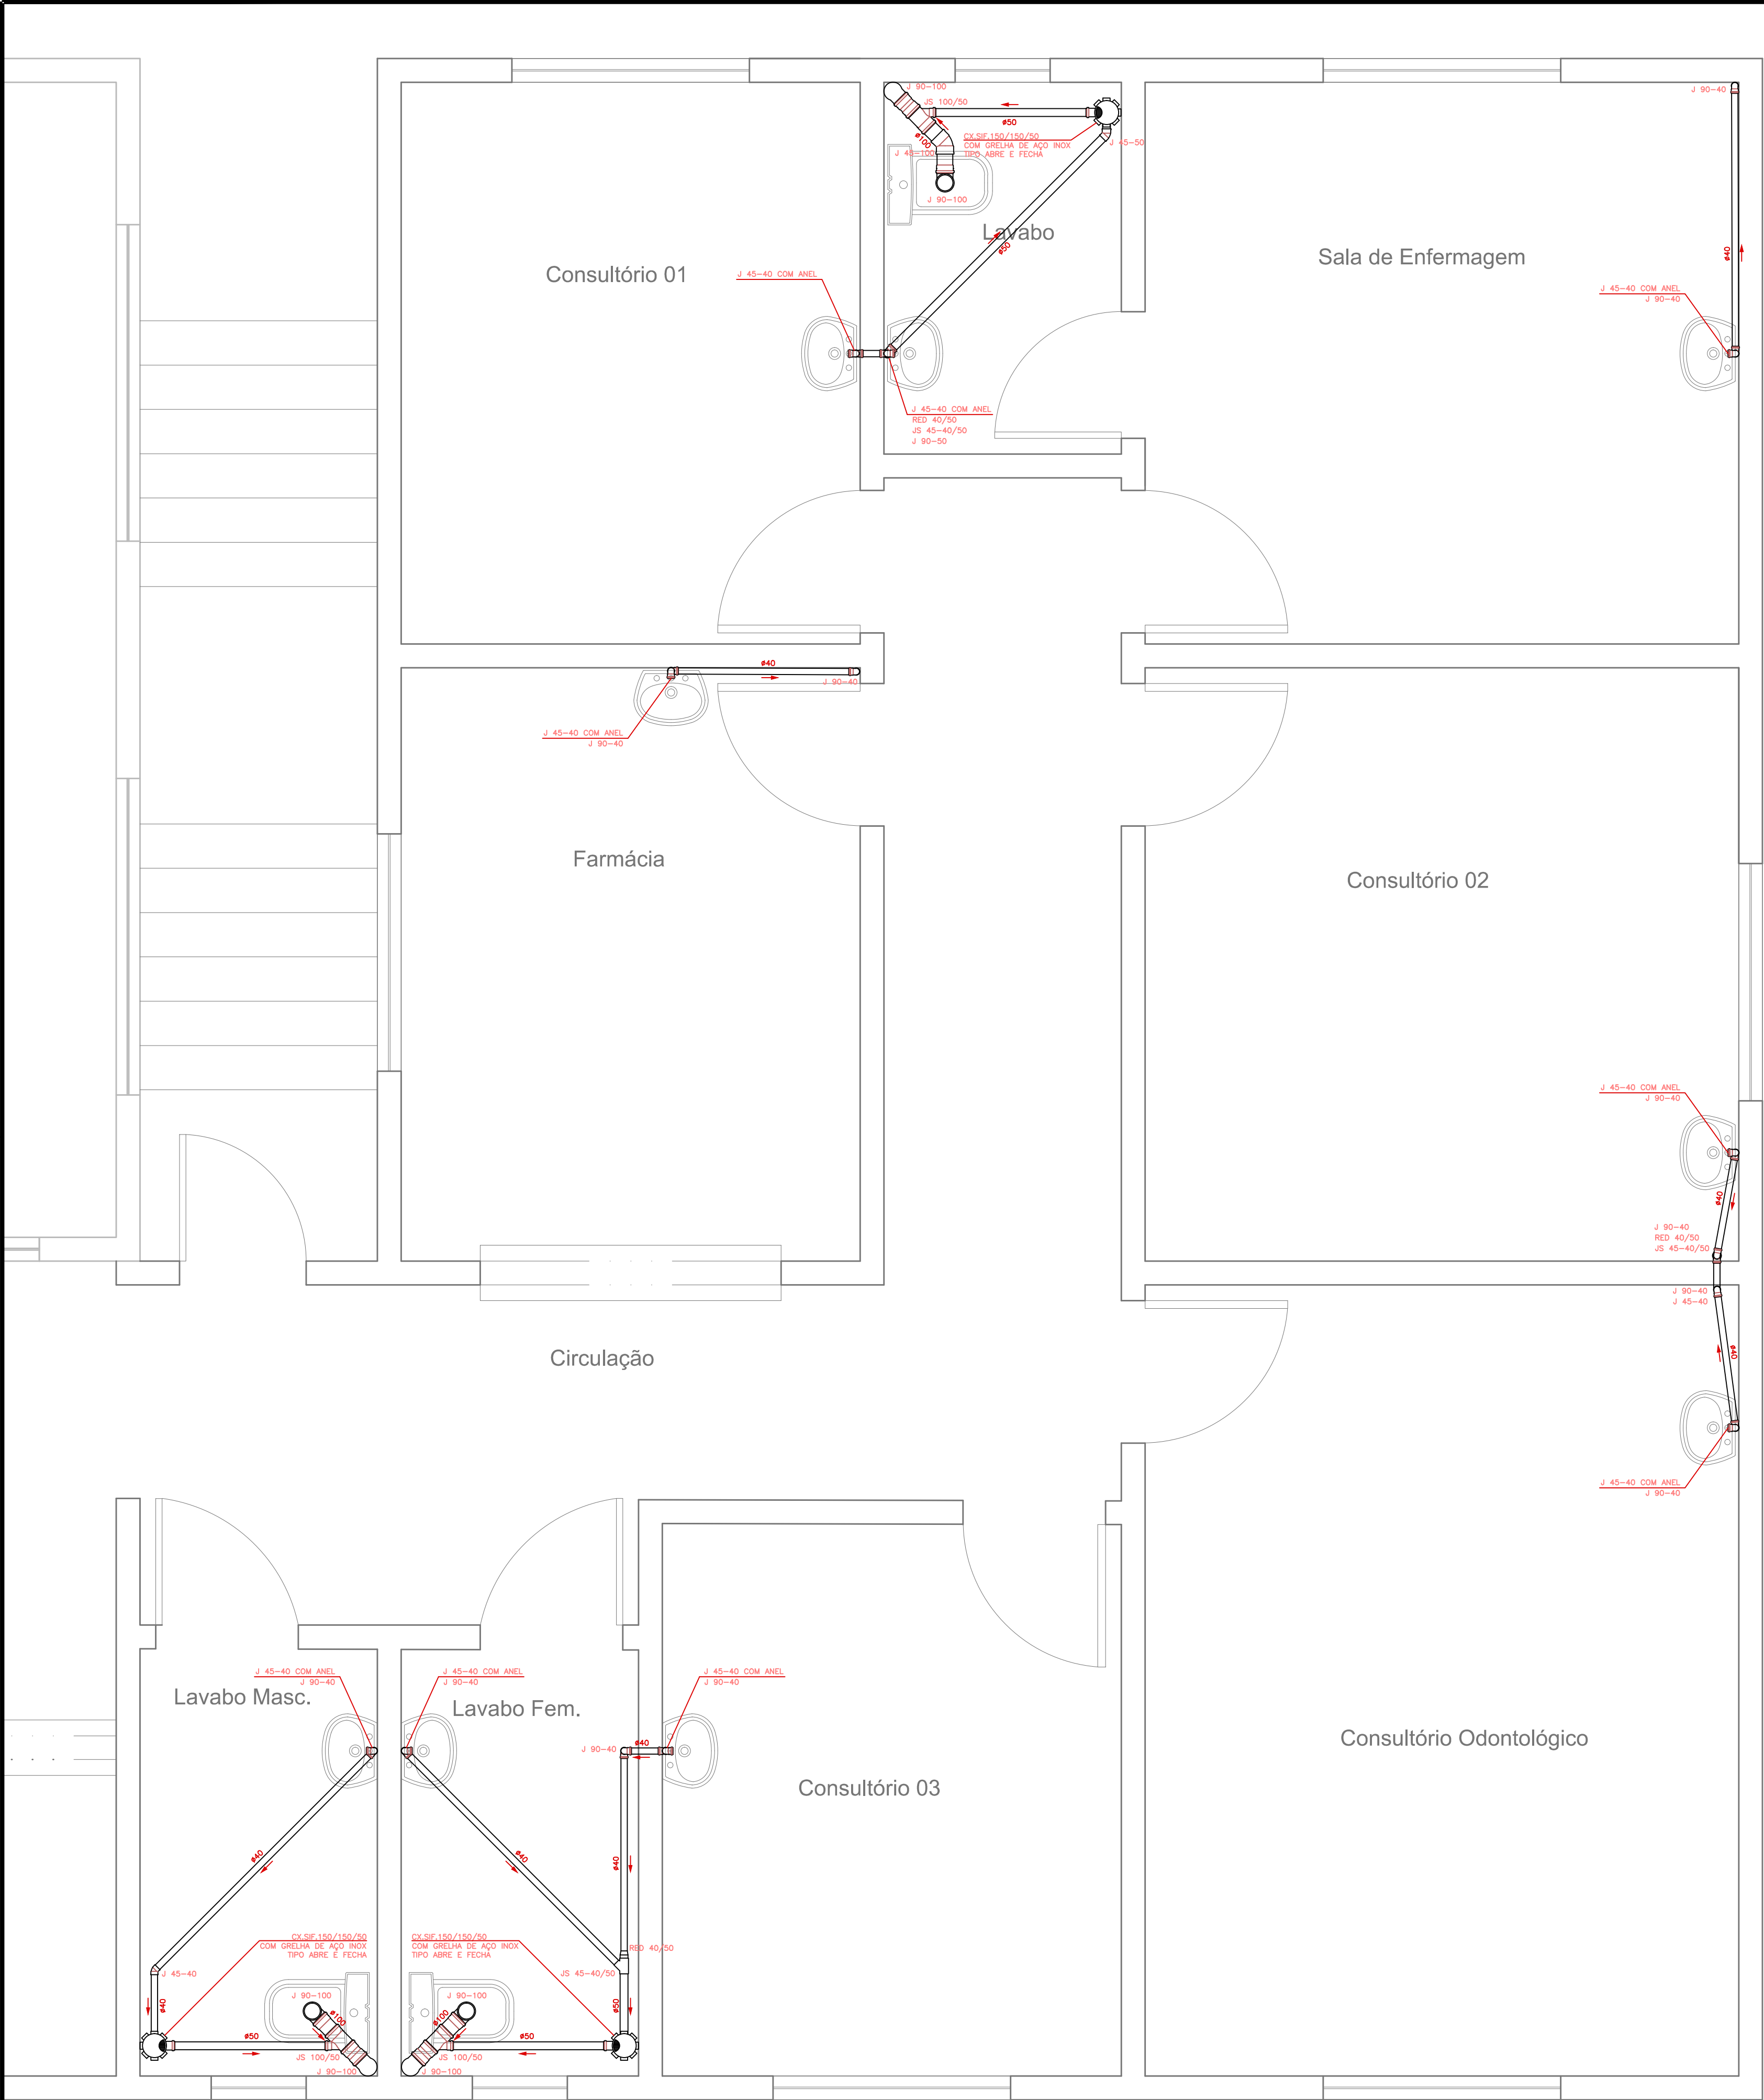 J 90-100
JS 100/50
ø50
ø100
CX.SIF.150/150/50
COM GRELHA DE AÇO INOX
TIPO ABRE E FECHA
J 45-50
J 45-100
J 90-100
Lavabo
ø50
J 90-40
Consultório 01
Sala de Enfermagem
ø40
J 45-40 COM ANEL
J 45-40 COM ANEL
J 90-40
J 45-40 COM ANEL
RED 40/50
JS 45-40/50
J 90-50
ø40
J 90-40
J 45-40 COM ANEL
J 90-40
Farmácia
Consultório 02
J 45-40 COM ANEL
J 90-40
ø40
J 90-40
RED 40/50
JS 45-40/50
J 90-40
J 45-40
ø40
Circulação
J 45-40 COM ANEL
J 90-40
J 45-40 COM ANEL
J 90-40
J 45-40 COM ANEL
J 90-40
J 45-40 COM ANEL
J 90-40
Lavabo Masc.
Lavabo Fem.
Consultório Odontológico
J 90-40
ø40
Consultório 03
ø40
ø40
ø40
CX.SIF.150/150/50
COM GRELHA DE AÇO INOX
TIPO ABRE E FECHA
CX.SIF.150/150/50
COM GRELHA DE AÇO INOX
TIPO ABRE E FECHA
RED 40/50
J 45-40
JS 45-40/50
J 90-100
J 90-100
ø40
ø100
ø100
ø50
ø50
ø50
JS 100/50
JS 100/50
J 90-100
J 90-100